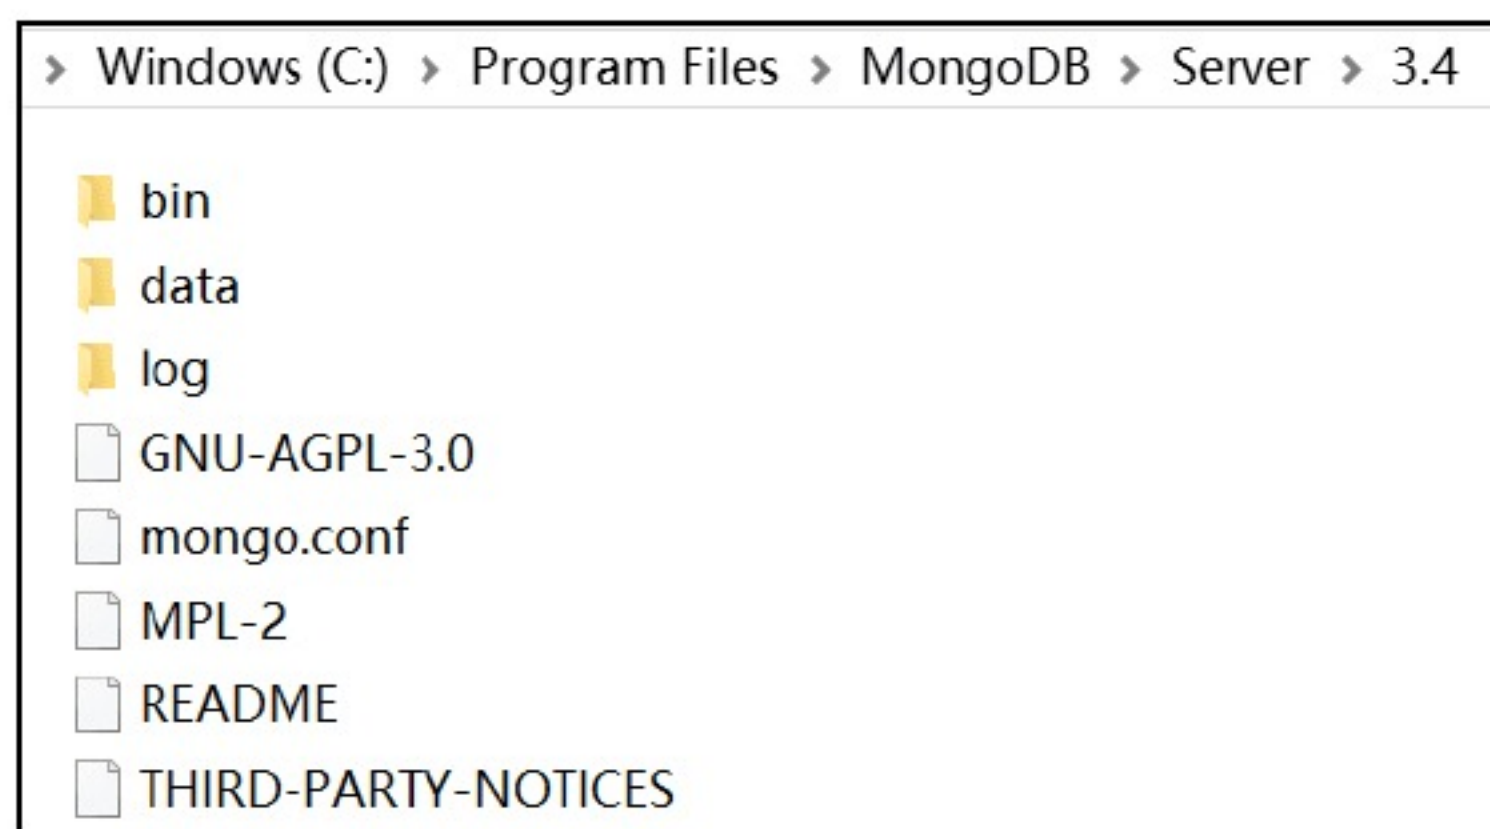 Windows (C:) > Program Files > MongoDB > Server > 3.4
bin
data
log
GNU-AGPL-3.0
mongo.conf
MPL-2
README
THIRD-PARTY-NOTICES